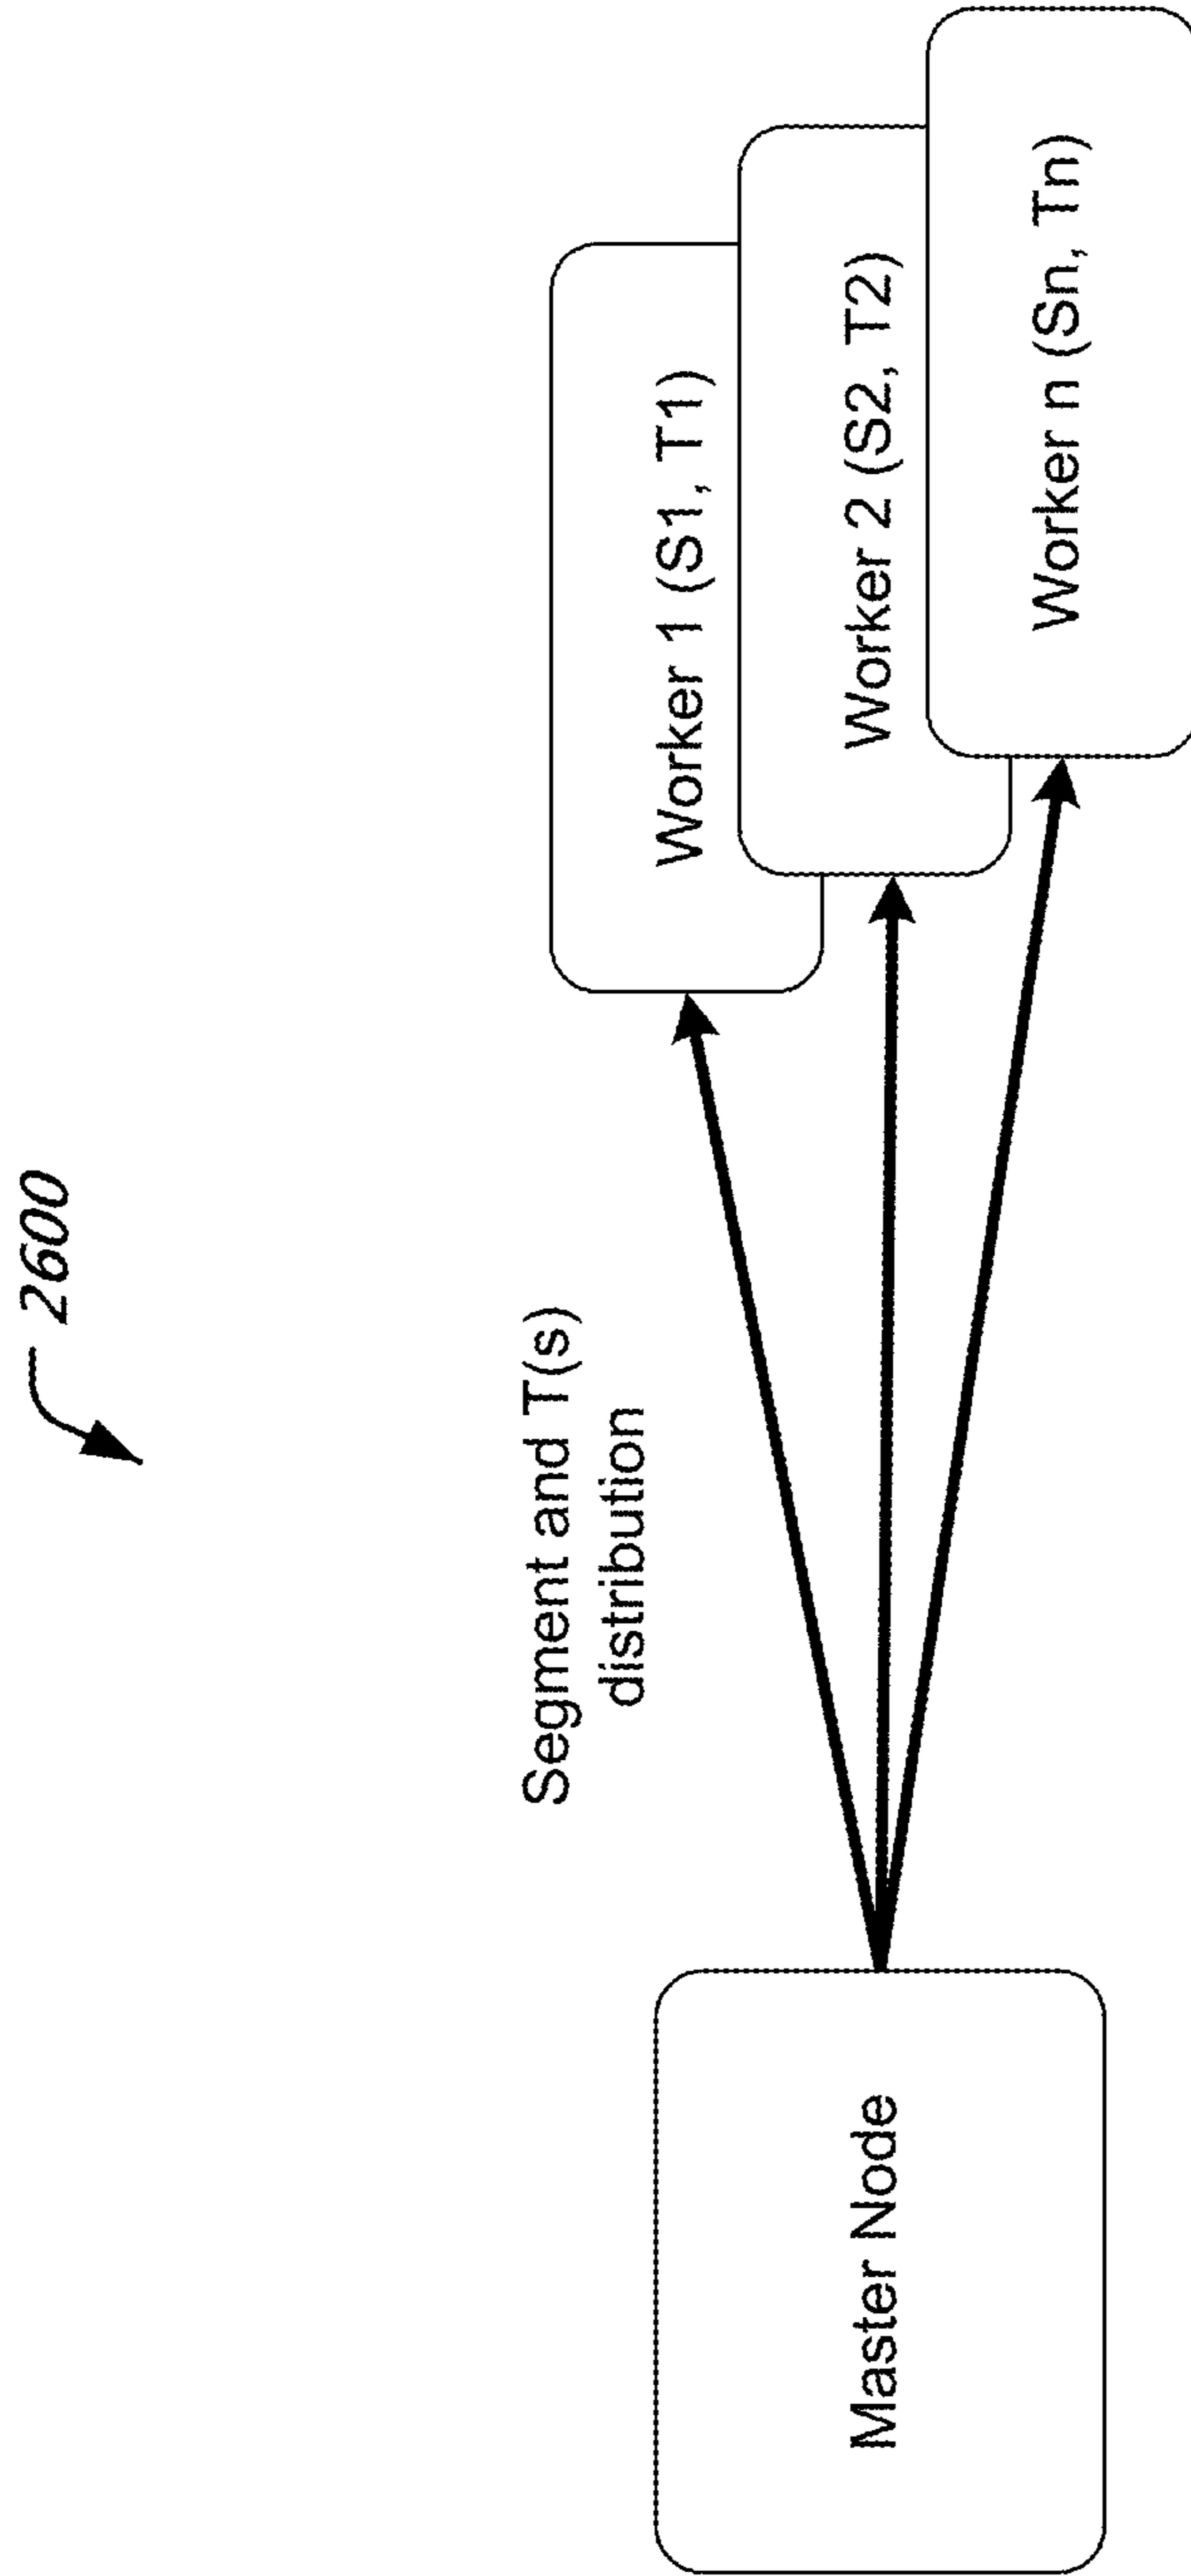 2600
Segment and T(s)
distribution
Master Node
Worker 1 (S1, T1)
Worker 2 (S2, T2)
Worker n (Sn, Tn)